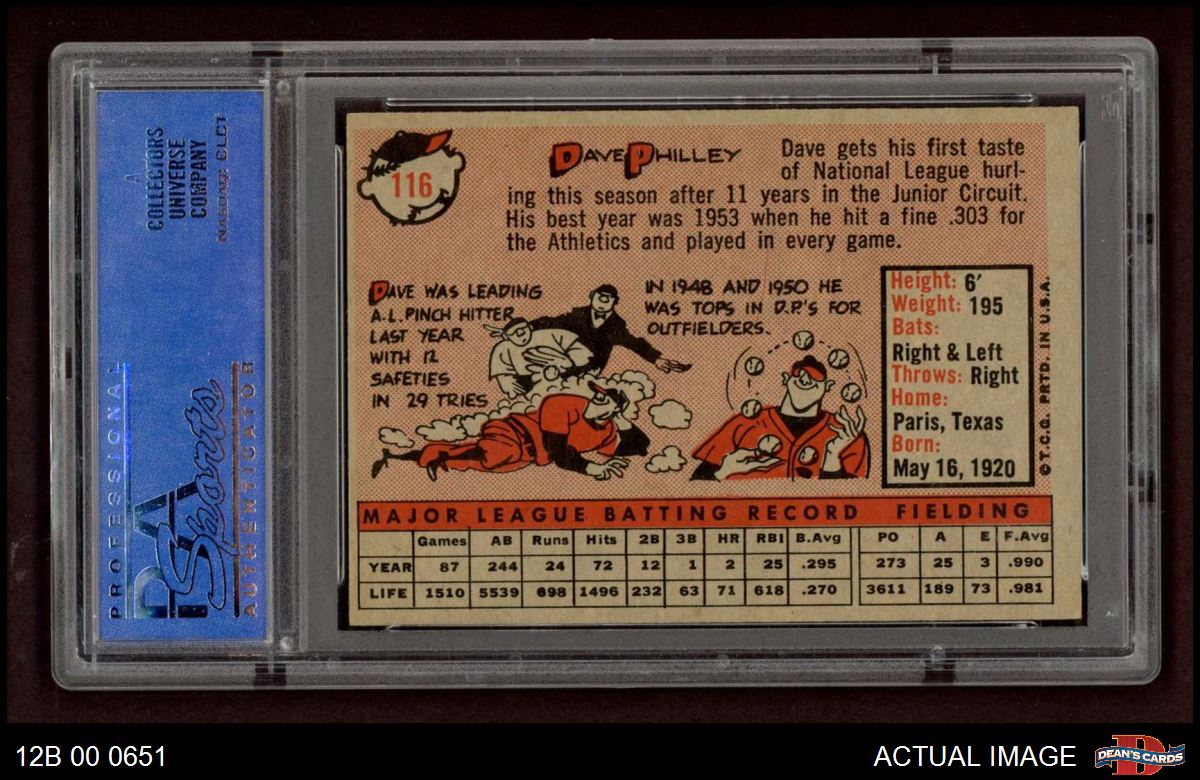 A
COLLECTORS
UNIVERSE
COMPANY
NASDAQ: CLCT
PROFESSIONAL
PSA
Sports
AUTHENTICATOR
116
DAVE PHILLEY
Dave gets his first taste
of National League hurl-
ing this season after 11 years in the Junior Circuit.
His best year was 1953 when he hit a fine .303 for
the Athletics and played in every game.
DAVE WAS LEADING
A.L. PINCH HITTER
LAST YEAR
WITH 12
SAFETIES
IN 29 TRIES
IN 1948 AND 1950 HE
WAS TOPS IN D.P.'S FOR
OUTFIELDERS.
Height: 6'
Weight: 195
Bats:
Right & Left
Throws: Right
Home:
Paris, Texas
Born:
May 16, 1920
©T.C.G. PRTD. IN U.S.A.
MAJOR LEAGUE BATTING RECORD FIELDING
Games AB Runs Hits 2B 3B HR RBI B.Avg PO A E F.Avg
YEAR 87 244 24 72 12 1 2 25 .295 273 25 3 .990
LIFE 1510 5539 698 1496 232 63 71 618 .270 3611 189 73 .981
12B 00 0651
ACTUAL IMAGE
D
DEAN'S CARDS